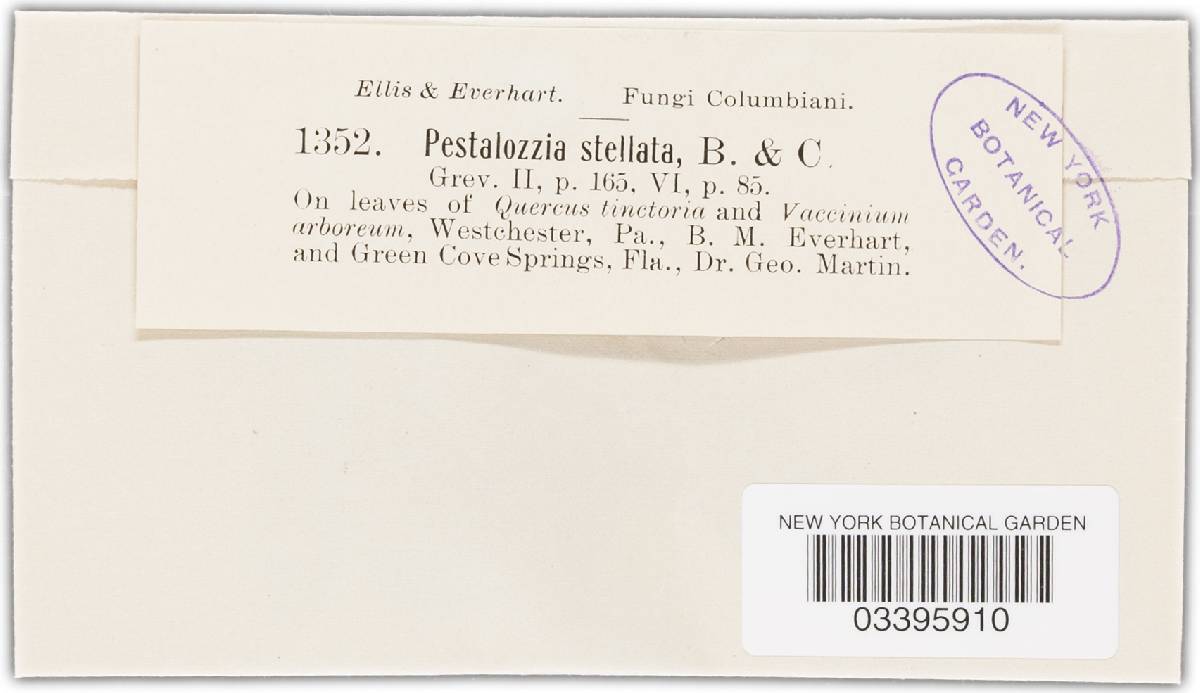 Ellis & Everhart. Fungi Columbiani.
1352. Pestalozzia stellata, B. & C.
Grev. II, p. 165. VI, p. 85.
On leaves of Quercus tinctoria and Vaccinium
arboreum, Westchester, Pa., B. M. Everhart,
and Green Cove Springs, Fla., Dr. Geo. Martin.
NEW YORK
BOTANICAL
GARDEN.
NEW YORK BOTANICAL GARDEN
03395910